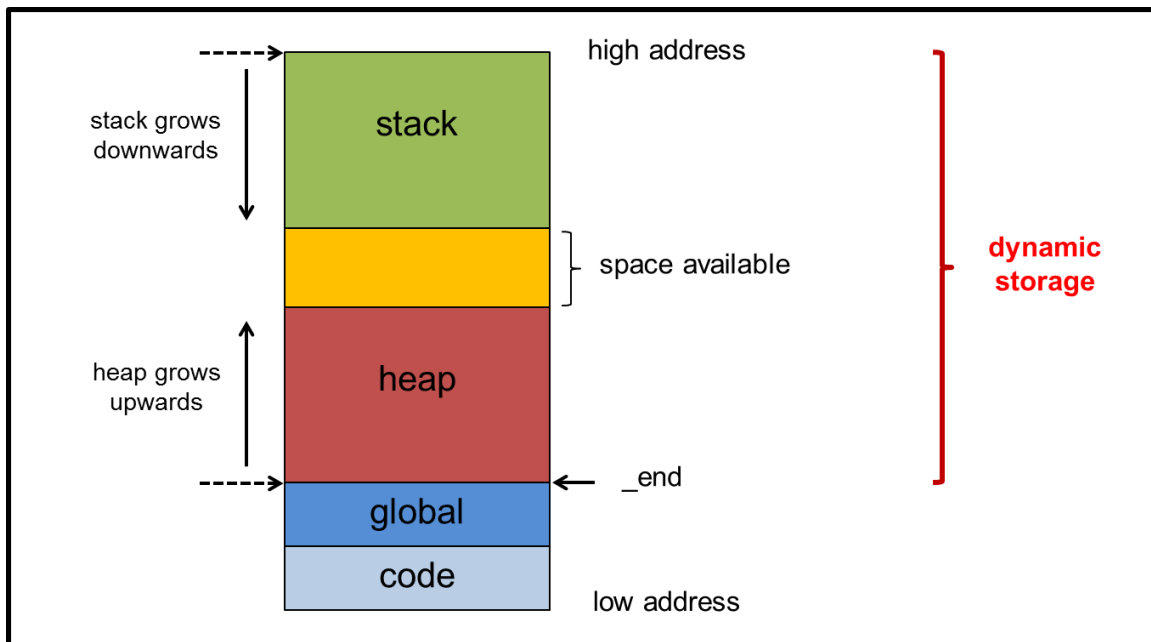 high address
stack
stack grows
downwards
space available
dynamic
storage
heap
heap grows
upwards
_end
global
code
low address